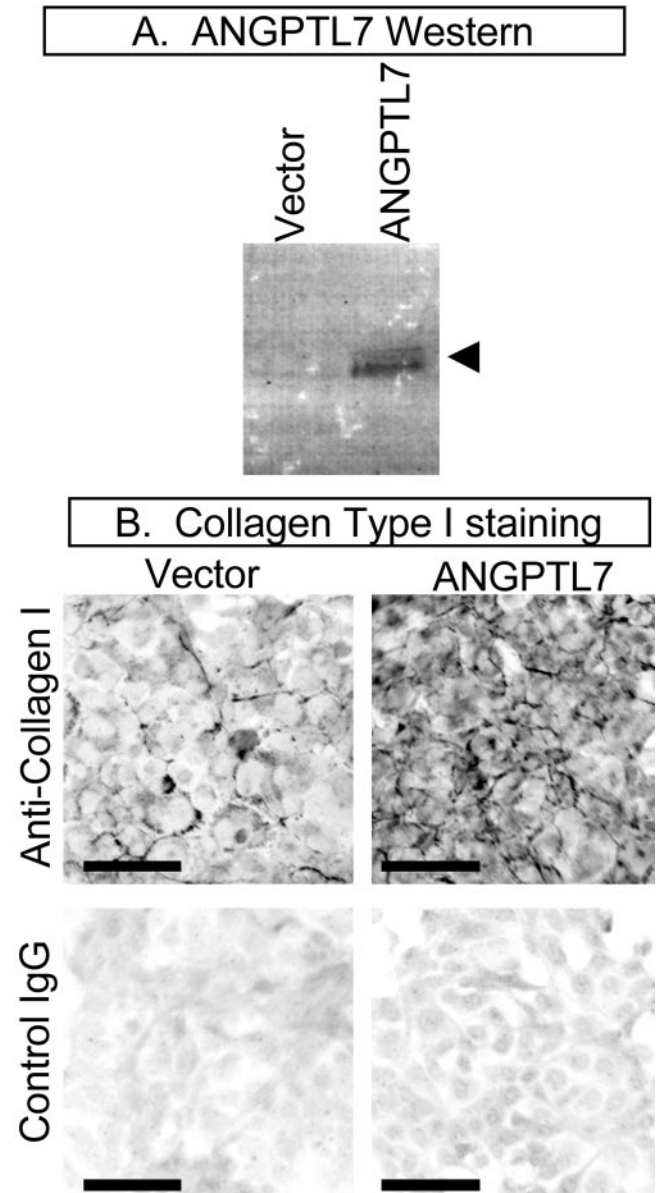 A. ANGPTL7 Western
Vector
ANGPTL7
B. Collagen Type I staining
Vector
ANGPTL7
Anti-Collagen I
Control IgG